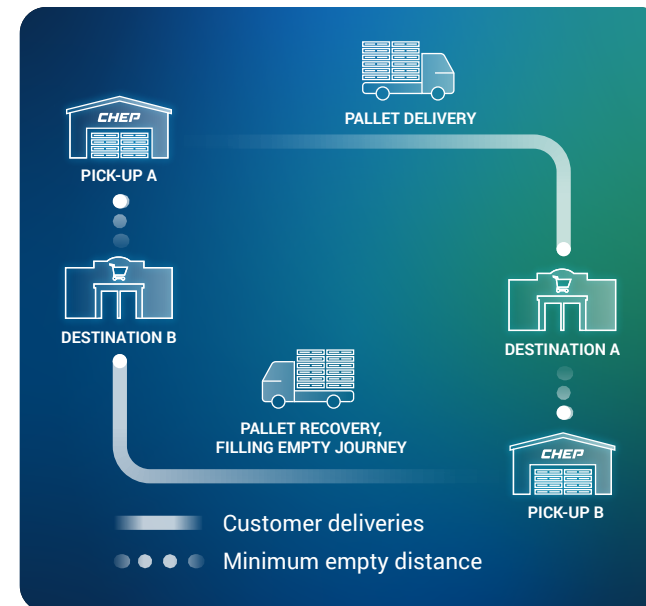 PALLET DELIVERY
CHEP
PICK-UP A
DESTINATION B
DESTINATION A
PALLET RECOVERY,
FILLING EMPTY JOURNEY
CHEP
PICK-UP B
Customer deliveries
Minimum empty distance